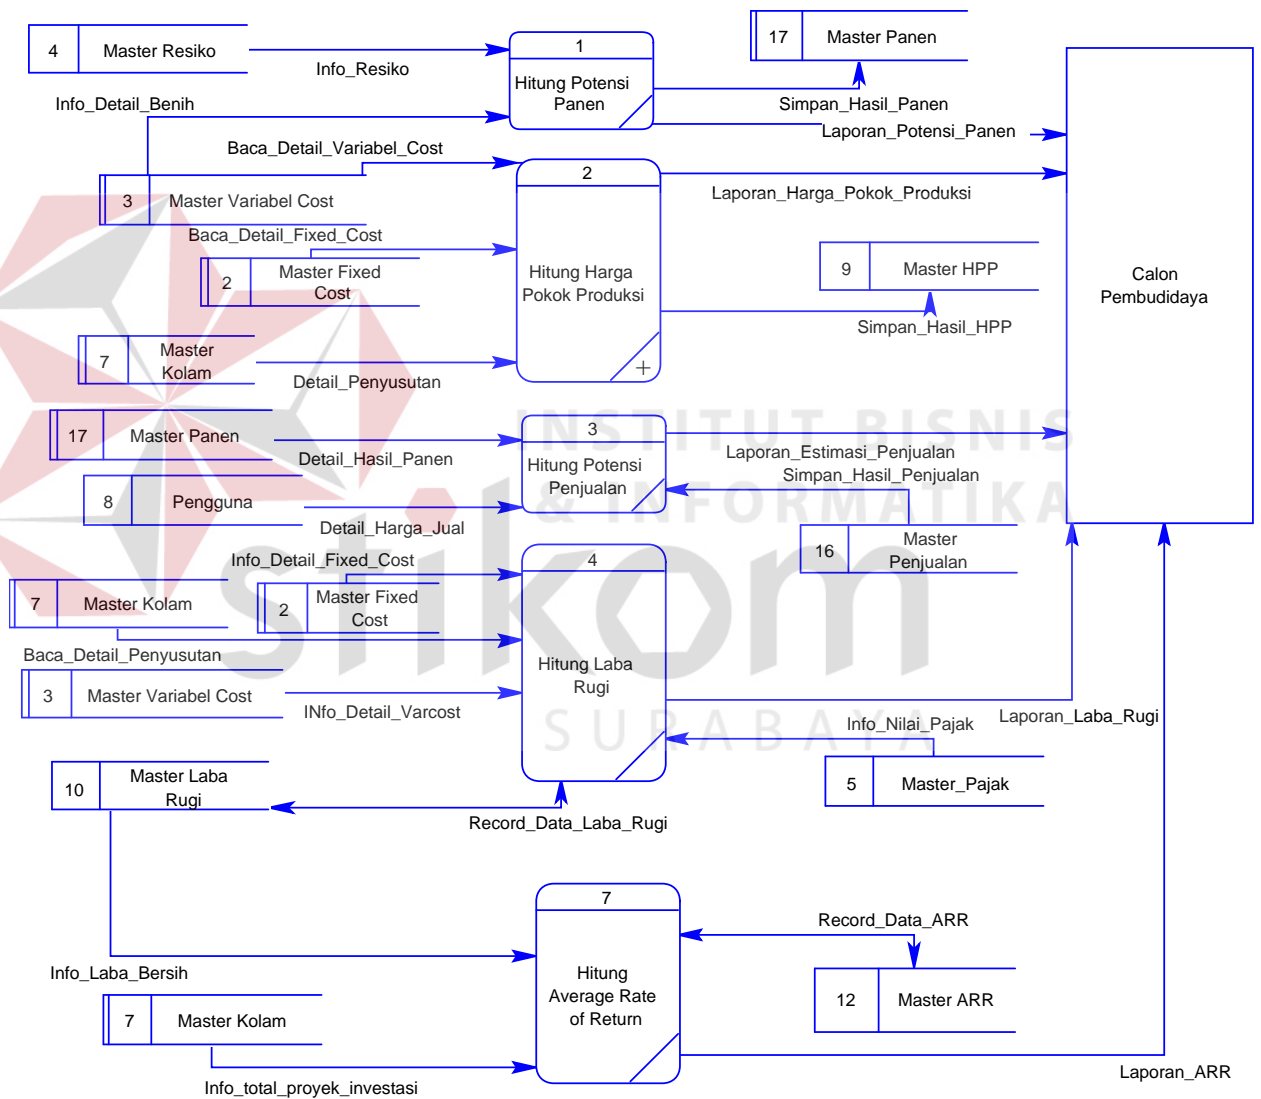 4
Master Resiko
Info_Resiko
1
Hitung Potensi
Panen
17
Master Panen
Simpan_Hasil_Panen
Laporan_Potensi_Panen
Info_Detail_Benih
Baca_Detail_Variabel_Cost
3
Master Variabel Cost
2
Hitung Harga
Pokok Produksi
+
Laporan_Harga_Pokok_Produksi
Baca_Detail_Fixed_Cost
2
Master Fixed
Cost
9
Master HPP
Simpan_Hasil_HPP
Calon
Pembudidaya
7
Master
Kolam
Detail_Penyusutan
17
Master Panen
Detail_Hasil_Panen
3
Hitung Potensi
Penjualan
Laporan_Estimasi_Penjualan
Simpan_Hasil_Penjualan
8
Pengguna
Detail_Harga_Jual
16
Master
Penjualan
Info_Detail_Fixed_Cost
7
Master Kolam
2
Master Fixed
Cost
4
Hitung Laba
Rugi
Baca_Detail_Penyusutan
3
Master Variabel Cost
INfo_Detail_Varcost
Laporan_Laba_Rugi
Info_Nilai_Pajak
5
Master_Pajak
10
Master Laba
Rugi
Record_Data_Laba_Rugi
7
Hitung
Average Rate
of Return
Record_Data_ARR
12
Master ARR
Info_Laba_Bersih
7
Master Kolam
Info_total_proyek_investasi
Laporan_ARR
INSTITUT BISNIS
& INFORMATIKA
stikom
SURABAYA